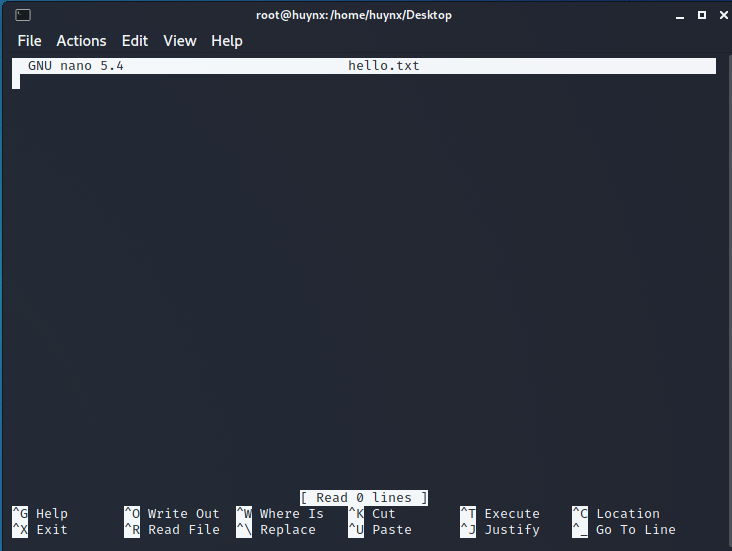 root@huynx:/home/huynx/Desktop
File Actions Edit View Help
GNU nano 5.4 hello.txt
[ Read 0 lines ]
^G Help ^O Write Out ^W Where Is ^K Cut ^T Execute ^C Location
^X Exit ^R Read File ^\ Replace ^U Paste ^J Justify ^_ Go To Line